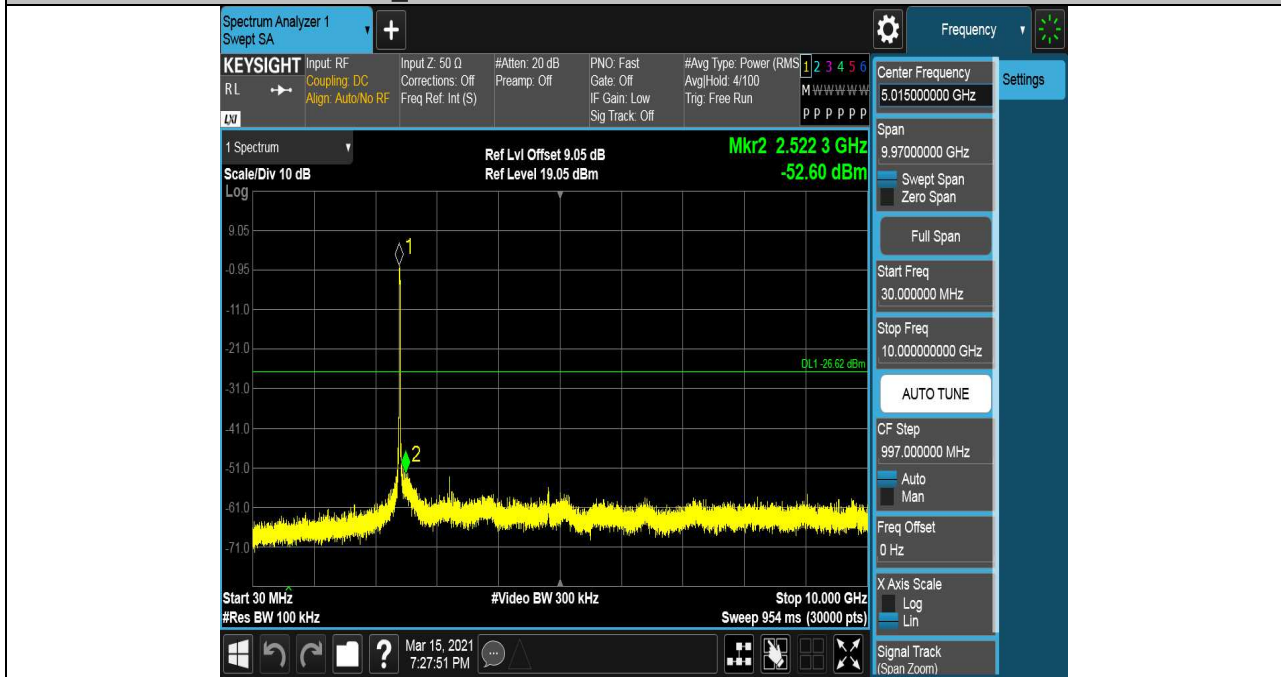 Spectrum Analyzer 1
Swept SA
+
Frequency
KEYSIGHT
RL
LXI
Input: RF
Coupling: DC
Align: Auto/No RF
Input Z: 50 Ω
Corrections: Off
Freq Ref: Int (S)
#Atten: 20 dB
Preamp: Off
PNO: Fast
Gate: Off
IF Gain: Low
Sig Track: Off
#Avg Type: Power (RMS
Avg|Hold: 4/100
Trig: Free Run
1 2 3 4 5 6
M W W W W W
P P P P P P
1 Spectrum
Scale/Div 10 dB
Log
Ref Lvl Offset 9.05 dB
Ref Level 19.05 dBm
Mkr2 2.522 3 GHz
-52.60 dBm
9.05
-0.95
-11.0
-21.0
-31.0
-41.0
-51.0
-61.0
-71.0
1
2
DL1 -26.62 dBm
Start 30 MHz
#Res BW 100 kHz
#Video BW 300 kHz
Stop 10.000 GHz
Sweep 954 ms (30000 pts)
?
Mar 15, 2021
7:27:51 PM
Center Frequency
5.015000000 GHz
Settings
Span
9.97000000 GHz
Swept Span
Zero Span
Full Span
Start Freq
30.000000 MHz
Stop Freq
10.000000000 GHz
AUTO TUNE
CF Step
997.000000 MHz
Auto
Man
Freq Offset
0 Hz
X Axis Scale
Log
Lin
Signal Track
(Span Zoom)